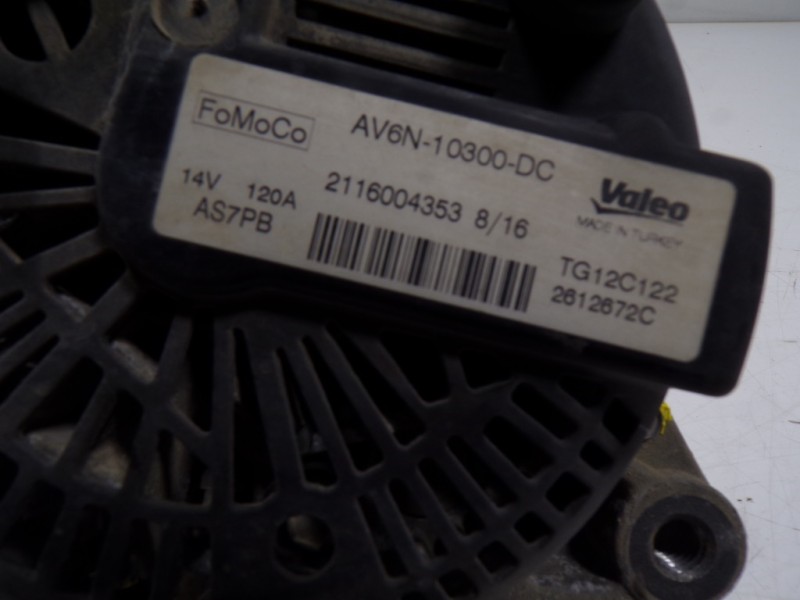 FoMoCo AV6N-10300-DC
14V 120A 2116004353 8/16 Valeo
AS7PB MADE IN TURKEY
TG12C122
2612672C